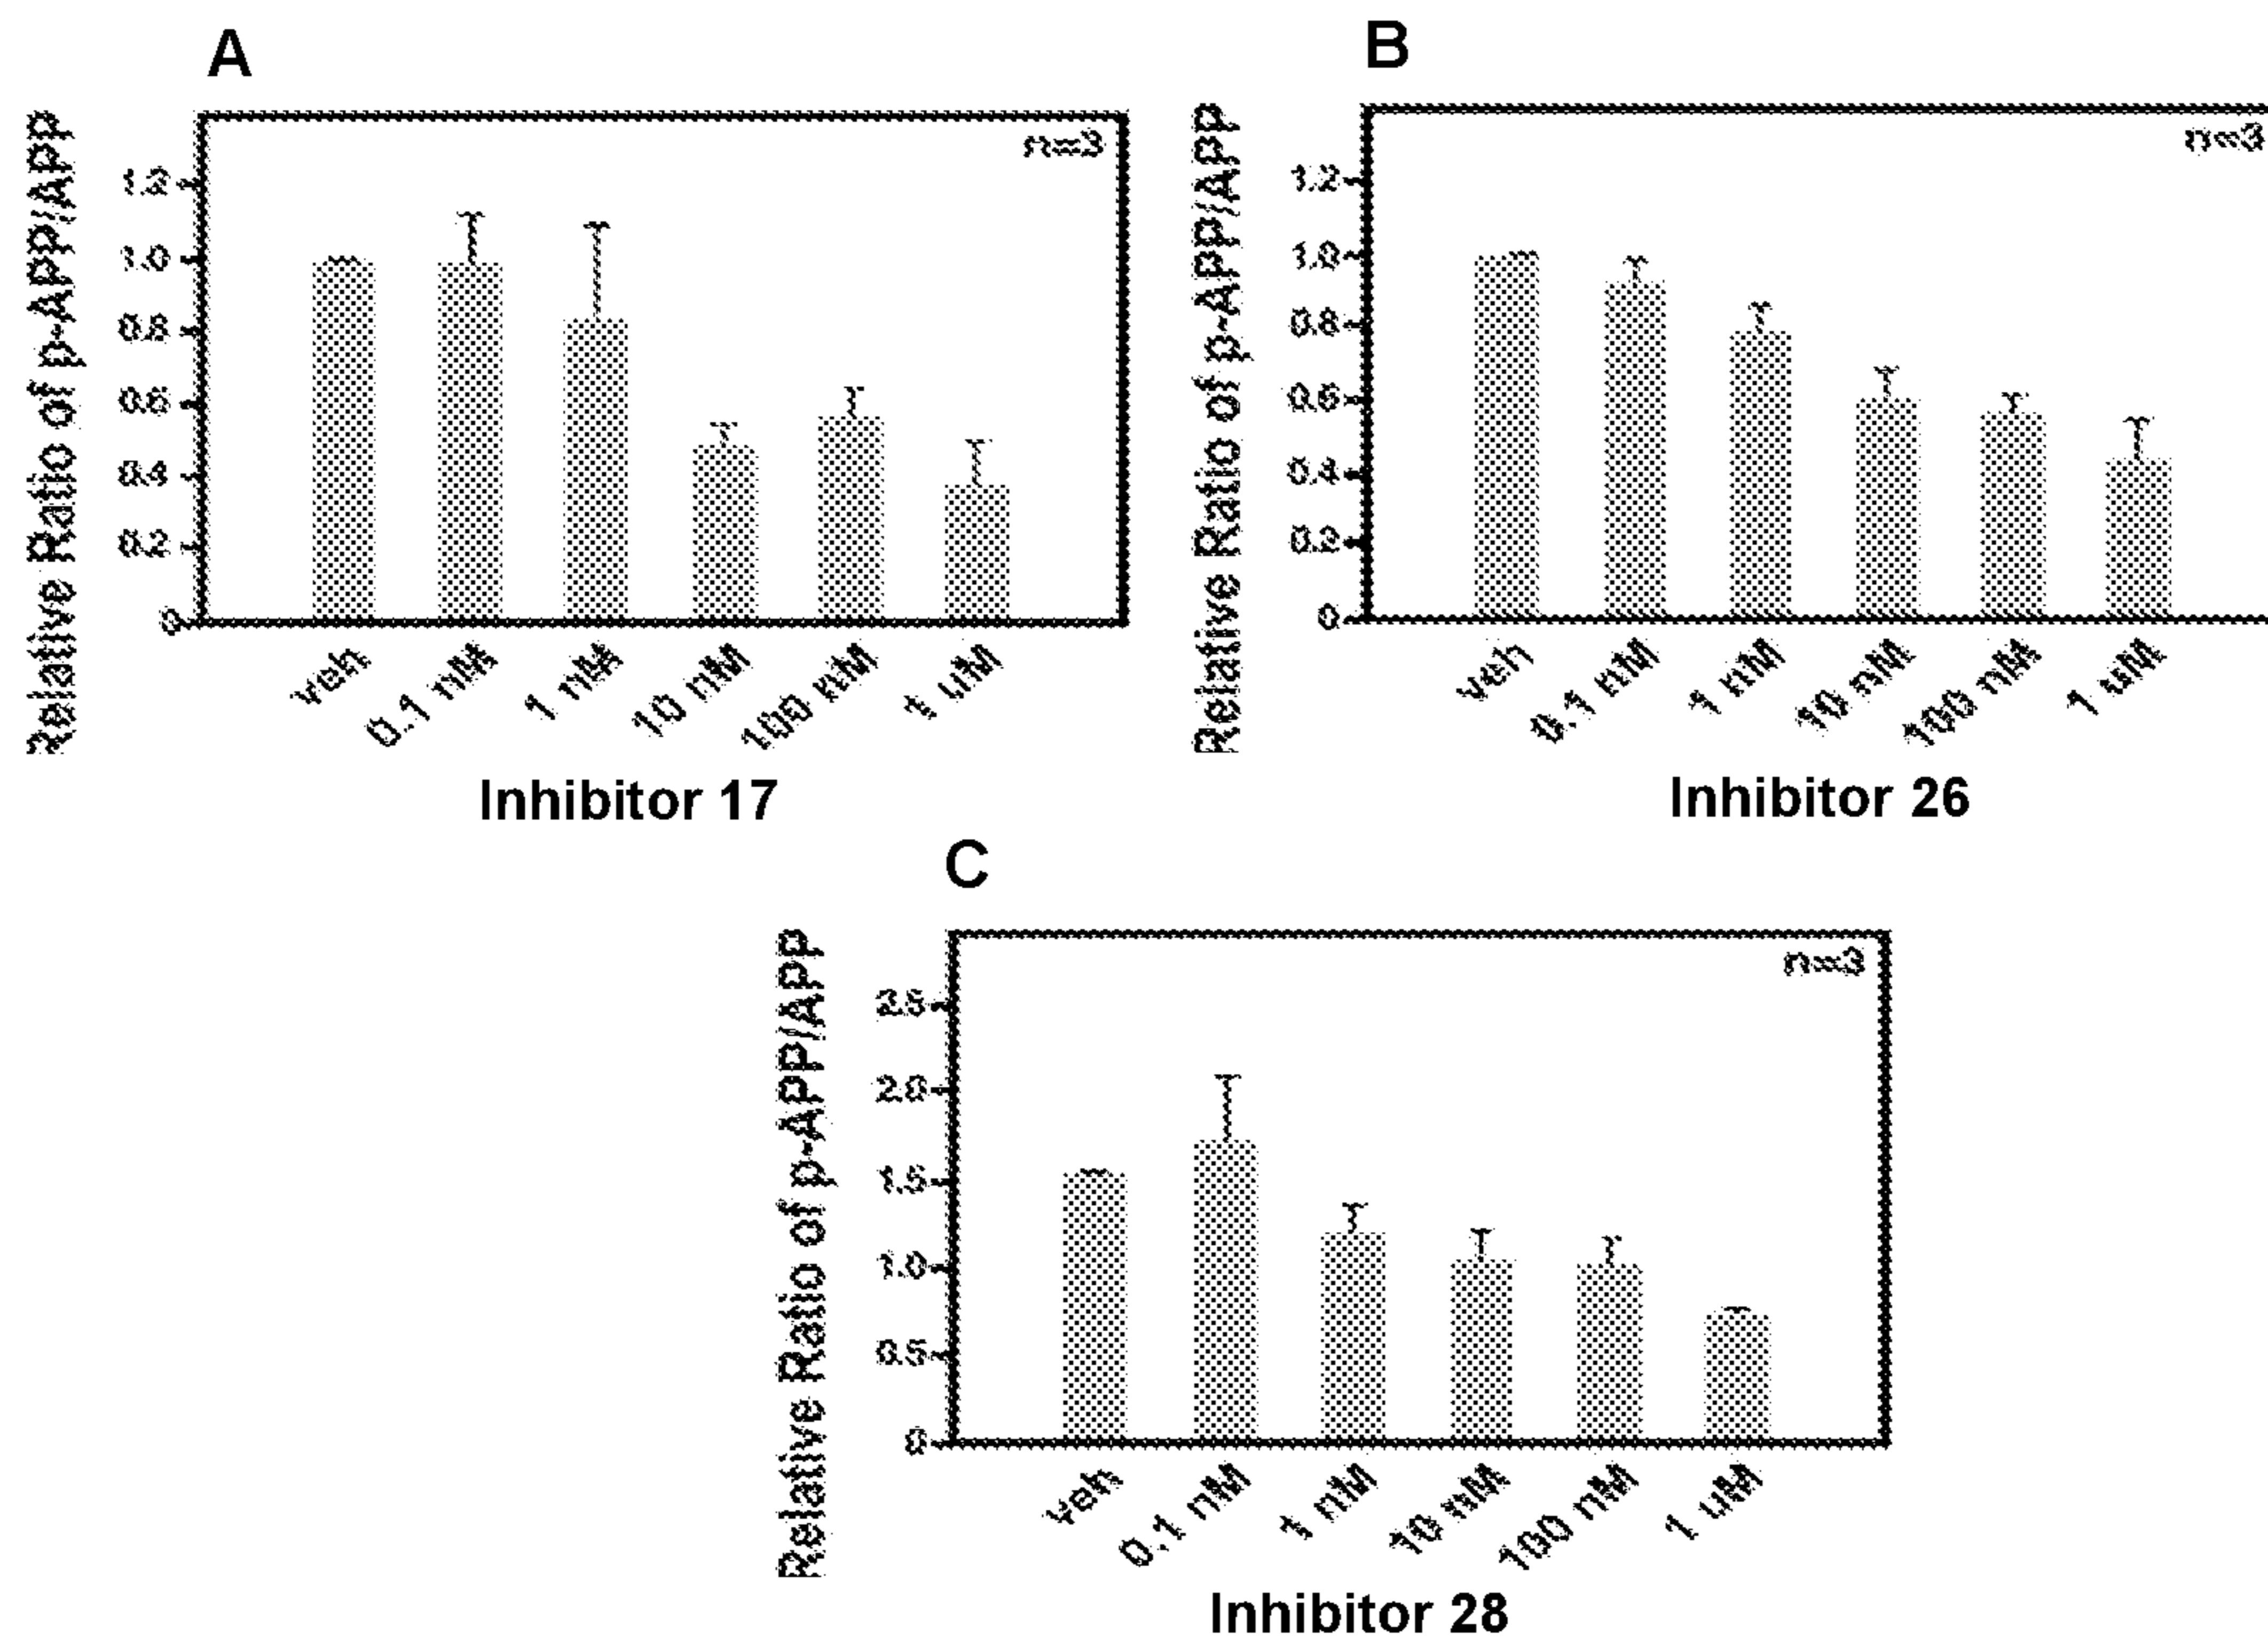 A
Relative Ratio of p-APP/APP
n=3
1.2
1.0
0.8
0.6
0.4
0.2
0
veh
0.1 nM
1 nM
10 nM
100 nM
1 uM
Inhibitor 17
B
Relative Ratio of p-APP/APP
n=3
1.2
1.0
0.8
0.6
0.4
0.2
0
veh
0.1 nM
1 nM
10 nM
100 nM
1 uM
Inhibitor 26
C
Relative Ratio of p-APP/APP
n=3
2.5
2.0
1.5
1.0
0.5
0
veh
0.1 nM
1 nM
10 nM
100 nM
1 uM
Inhibitor 28